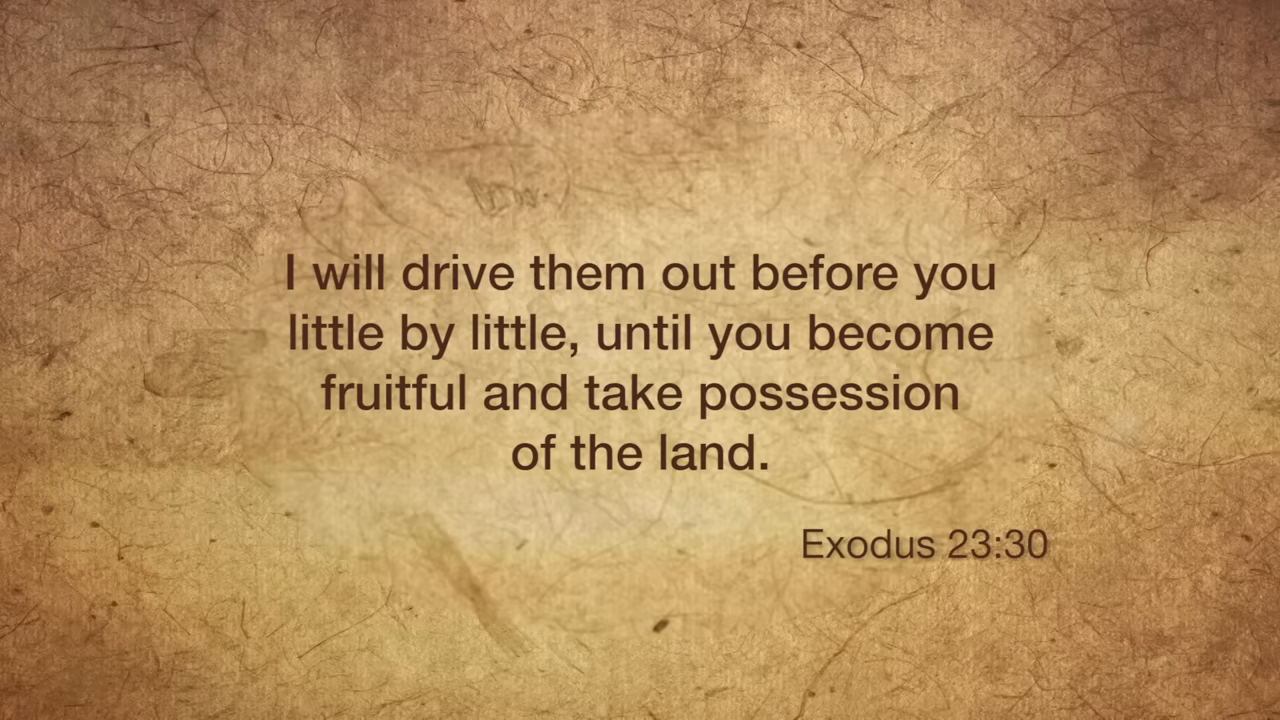 I will drive them out before you
little by little, until you become
fruitful and take possession
of the land.
Exodus 23:30